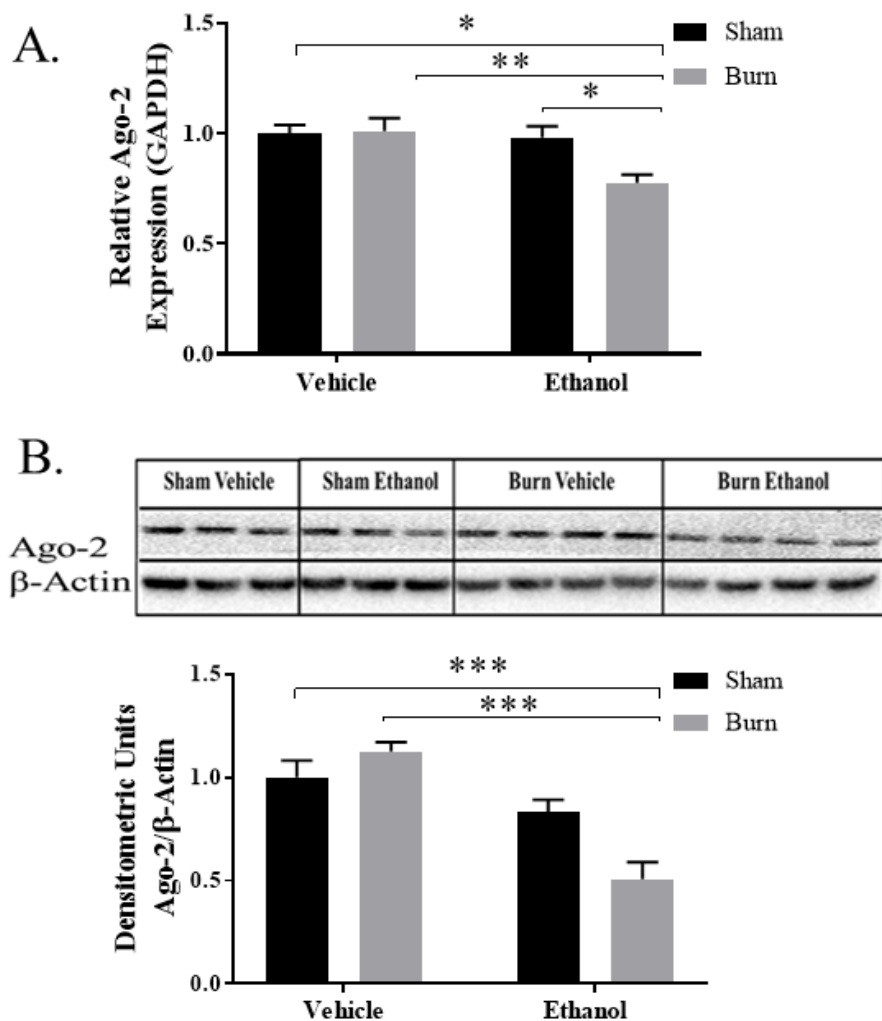 A.
Relative Ago-2
Expression (GAPDH)
1.5
1.0
0.5
0.0
*
**
*
Sham
Burn
Vehicle
Ethanol
B.
Sham Vehicle
Sham Ethanol
Burn Vehicle
Burn Ethanol
Ago-2
β-Actin
Densitometric Units
Ago-2/β-Actin
1.5
1.0
0.5
0.0
***
***
Sham
Burn
Vehicle
Ethanol